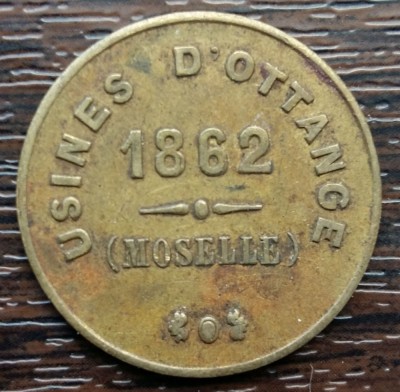 USINES D'OTTANGE
1862
(MOSELLE)